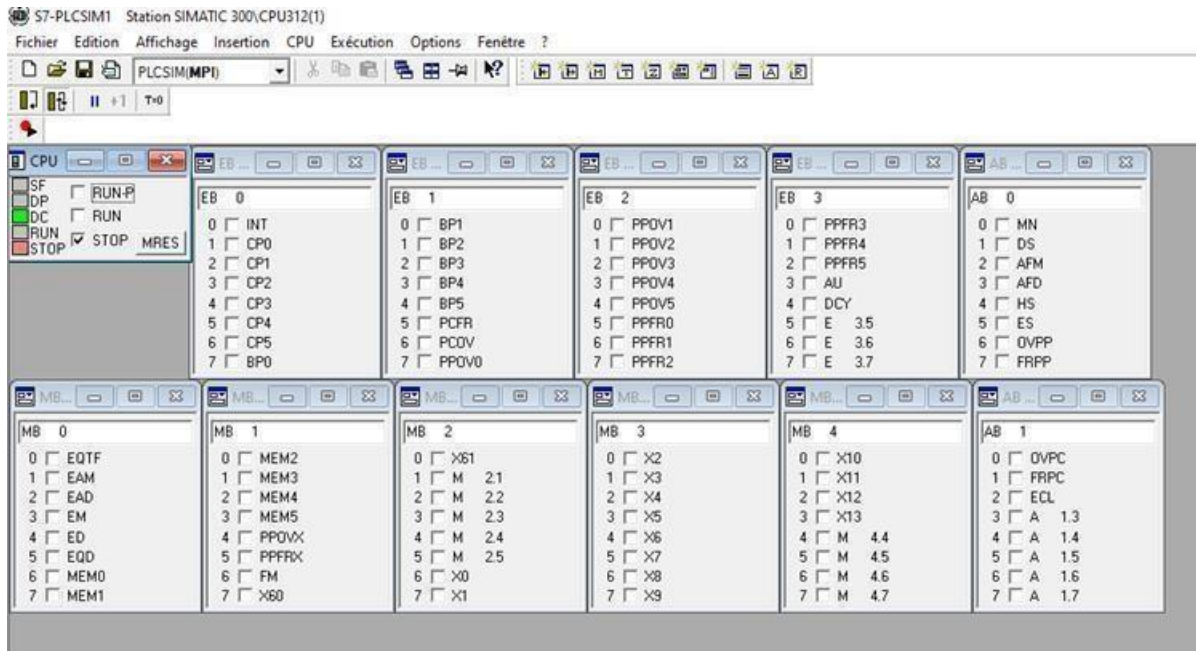 S7-PLCSIM1 Station SIMATIC 300\CPU312(1)
Fichier Edition Affichage Insertion CPU Exécution Options Fenêtre ?
PLCSIM(MPI)
+1 T=0
CPU
SF
DP
DC
RUN
STOP
RUN-P
RUN
STOP MRES
EB ...
EB 0
0 INT
1 CP0
2 CP1
3 CP2
4 CP3
5 CP4
6 CP5
7 BP0
EB ...
EB 1
0 BP1
1 BP2
2 BP3
3 BP4
4 BP5
5 PCFR
6 PCOV
7 PPOV0
EB ...
EB 2
0 PPOV1
1 PPOV2
2 PPOV3
3 PPOV4
4 PPOV5
5 PPFR0
6 PPFR1
7 PPFR2
EB ...
EB 3
0 PPFR3
1 PPFR4
2 PPFR5
3 AU
4 DCY
5 E 3.5
6 E 3.6
7 E 3.7
AB ...
AB 0
0 MN
1 DS
2 AFM
3 AFD
4 HS
5 ES
6 OVPP
7 FRPP
MB...
MB 0
0 EQTF
1 EAM
2 EAD
3 EM
4 ED
5 EQD
6 MEM0
7 MEM1
MB...
MB 1
0 MEM2
1 MEM3
2 MEM4
3 MEM5
4 PPOVX
5 PPFRX
6 FM
7 X60
MB...
MB 2
0 X61
1 M 2.1
2 M 2.2
3 M 2.3
4 M 2.4
5 M 2.5
6 X0
7 X1
MB...
MB 3
0 X2
1 X3
2 X4
3 X5
4 X6
5 X7
6 X8
7 X9
MB...
MB 4
0 X10
1 X11
2 X12
3 X13
4 M 4.4
5 M 4.5
6 M 4.6
7 M 4.7
AB ...
AB 1
0 OVPC
1 FRPC
2 ECL
3 A 1.3
4 A 1.4
5 A 1.5
6 A 1.6
7 A 1.7